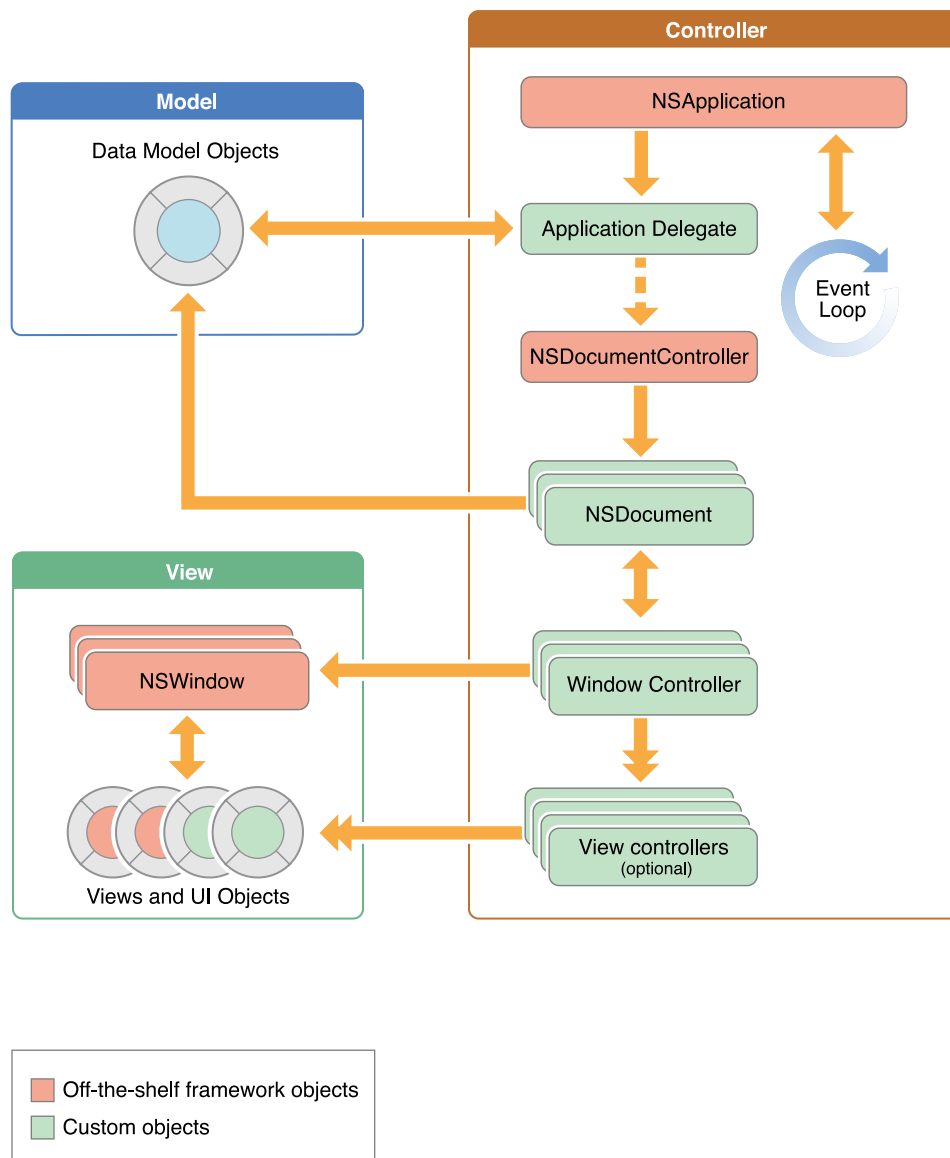 Controller
NSApplication
Model
Data Model Objects
Application Delegate
Event
Loop
NSDocumentController
NSDocument
View
NSWindow
Window Controller
View controllers
(optional)
Views and UI Objects
Off-the-shelf framework objects
Custom objects